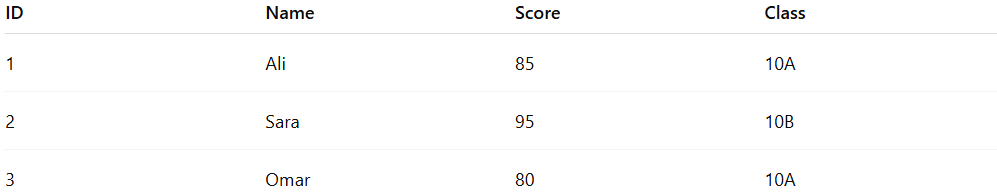 ID Name Score Class
1 Ali 85 10A
2 Sara 95 10B
3 Omar 80 10A